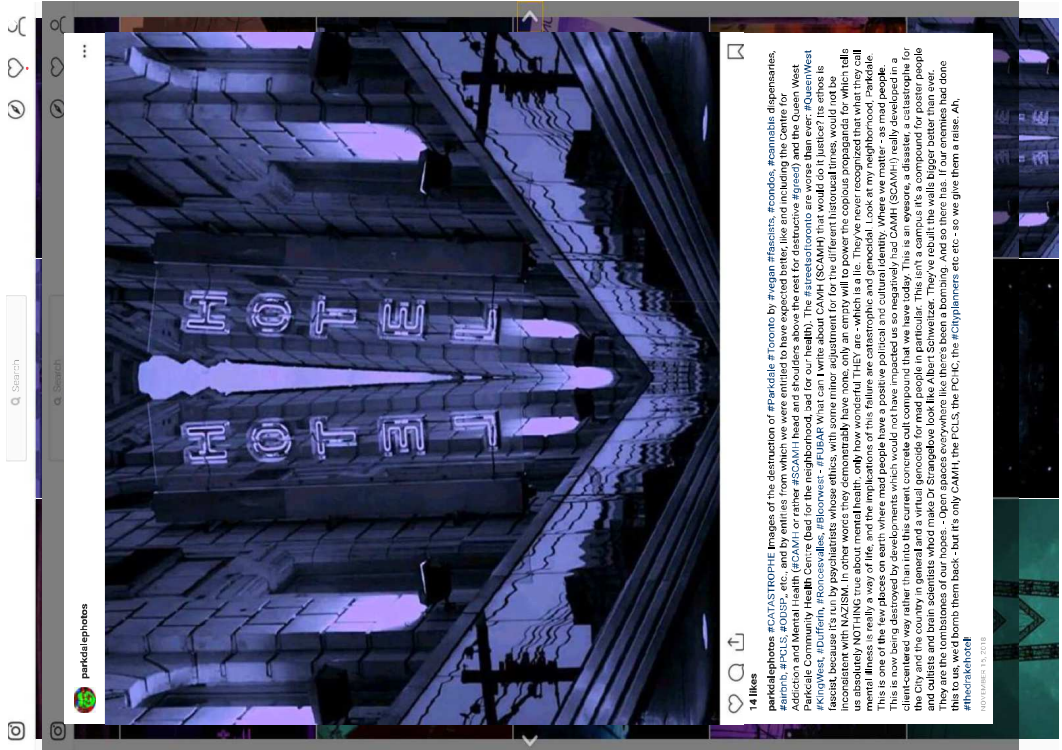 Search
Search
parkdalephotos
HOTEL
HOTEL
14 likes
parkdalephotos #CATASTROPHE Images of the destruction of #Parkdale #Toronto by #vegan #fascists, #condos, #cannabis dispensaries,
#airbnb, #PCLS, #ODSP,, etc., and by entities from which we were entitled to have expected better, like and including the Centre for
Addiction and Mental Health (#CAMH or rather #SCAMH head and shoulders above the rest for destructive #greed) and the Queen West
Parkdale Community Health Centre (bad for the neighborhood, bad for our health). The #streetsoftoronto are worse than ever: #QueenWest
#KingWest, #Dufferin, #Roncesvalles, #Bloorwest - #FUBAR What can I write about CAMH (SCAMH) that would do it justice? Its ethos is
fascist, because it's run by psychiatrists whose ethics, with some minor adjustment for for the different historucal times, would not be
inconsistent with NAZISM. In other words they demonstrably have none, only an empty will to power the copious propaganda for which tells
us absolutely NOTHING true about mental health, only how wonderful THEY are - which is a lie. They've never recognized that what they call
mental illness is really a way of life, and the implications of this failure are catastrophic and genocidal. Look at my neighborhood, Parkdale.
This is one of the few places on earth where mad people have a positive political and cultural identity. Where we matter - as mad people.
This is now being destroyed by developments which would not have impacted us so negatively had CAMH (SCAMH) really developed in a
client-centered way rather than into this current concrete cult compound that we have today. This is an eyesore, a disaster, a catastrophe for
the City and the country in general and a virtual genocide for mad people in particular. This isn't a campus it's a compound for poster people
and cultists and brain scientists whod make Dr Strangelove look like Albert Schweitzer. They've rebuilt the walls bigger better than ever.
They are the tombstones of our hopes. - Open spaces everywhere like there's been a bombing. And so there has. If our enemies had done
this to us, we'd bomb them back - but it's only CAMH, the PCLS, the PCHC, the #Cityplanners etc etc - so we give them a raise. Ah,
#thedrakehotel!
NOVEMBER 15, 2018